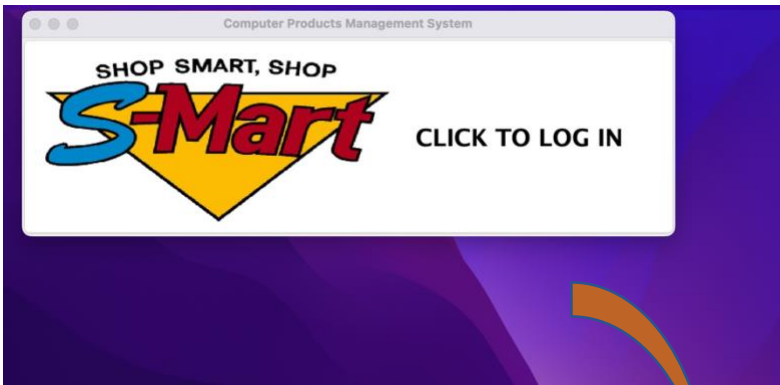 Computer Products Management System
SHOP SMART, SHOP
S-Mart
CLICK TO LOG IN